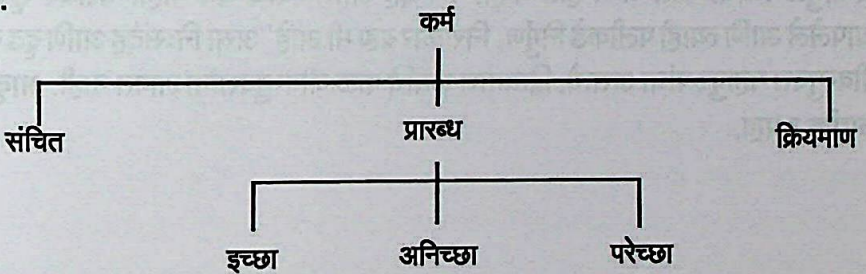 कर्म
संचित प्रारब्ध क्रियमाण
इच्छा अनिच्छा परेच्छा